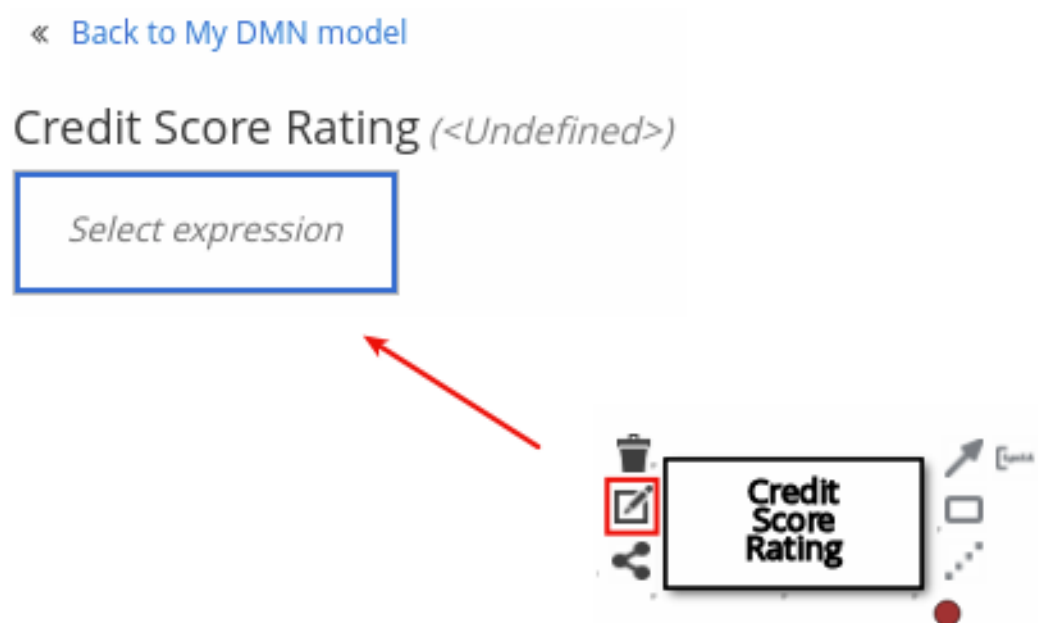 « Back to My DMN model
Credit Score Rating (<Undefined>)
Select expression
Credit
Score
Rating